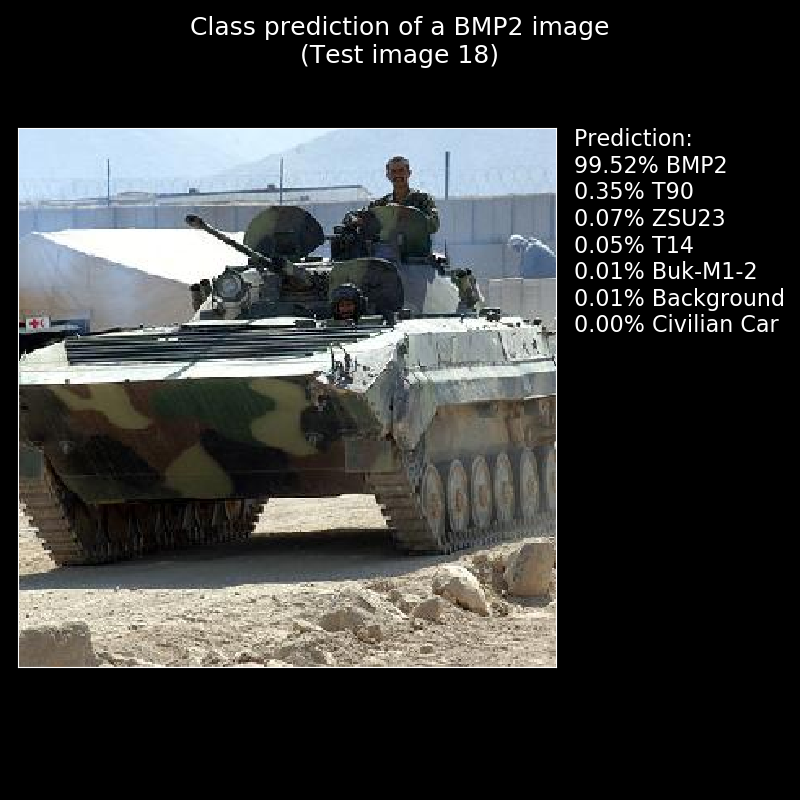 Class prediction of a BMP2 image
(Test image 18)
Prediction:
99.52% BMP2
0.35% T90
0.07% ZSU23
0.05% T14
0.01% Buk-M1-2
0.01% Background
0.00% Civilian Car